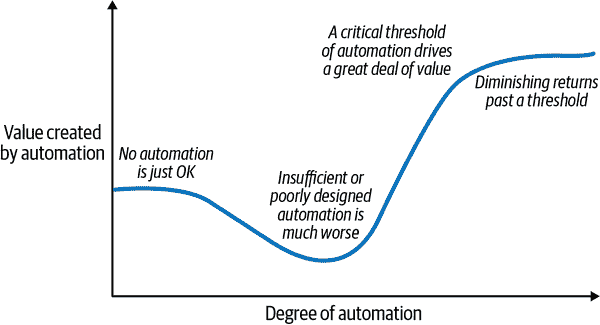 A critical threshold
of automation drives
a great deal of value
Diminishing returns
past a threshold
Value created
by automation
No automation
is just OK
Insufficient or
poorly designed
automation is
much worse
Degree of automation